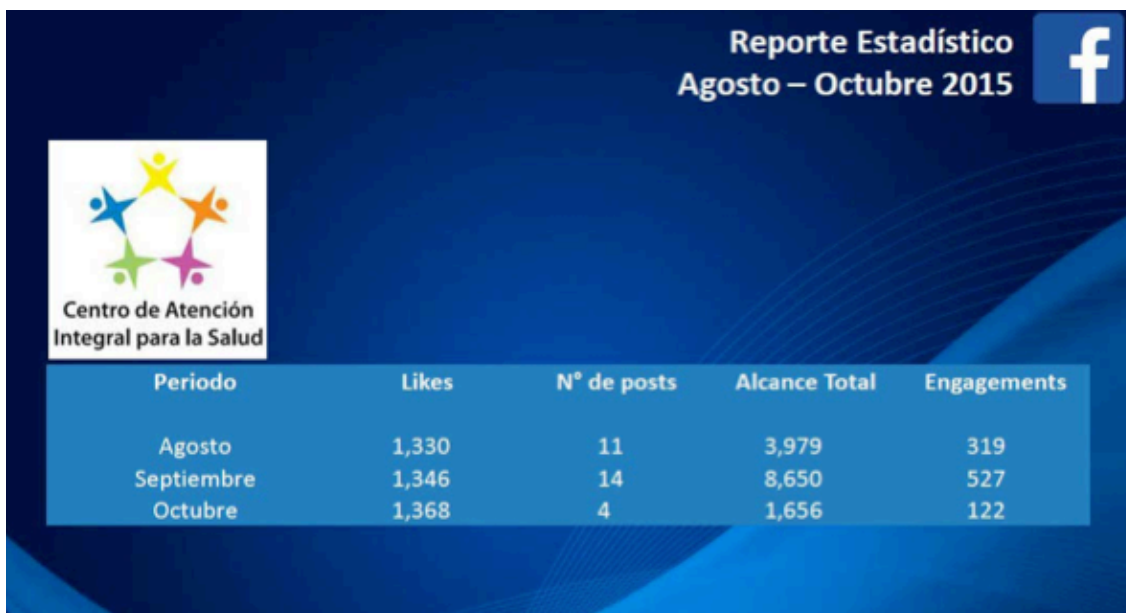 Reporte Estadístico
Agosto – Octubre 2015
f
Centro de Atención
Integral para la Salud
Periodo Likes N° de posts Alcance Total Engagements
Agosto 1,330 11 3,979 319
Septiembre 1,346 14 8,650 527
Octubre 1,368 4 1,656 122